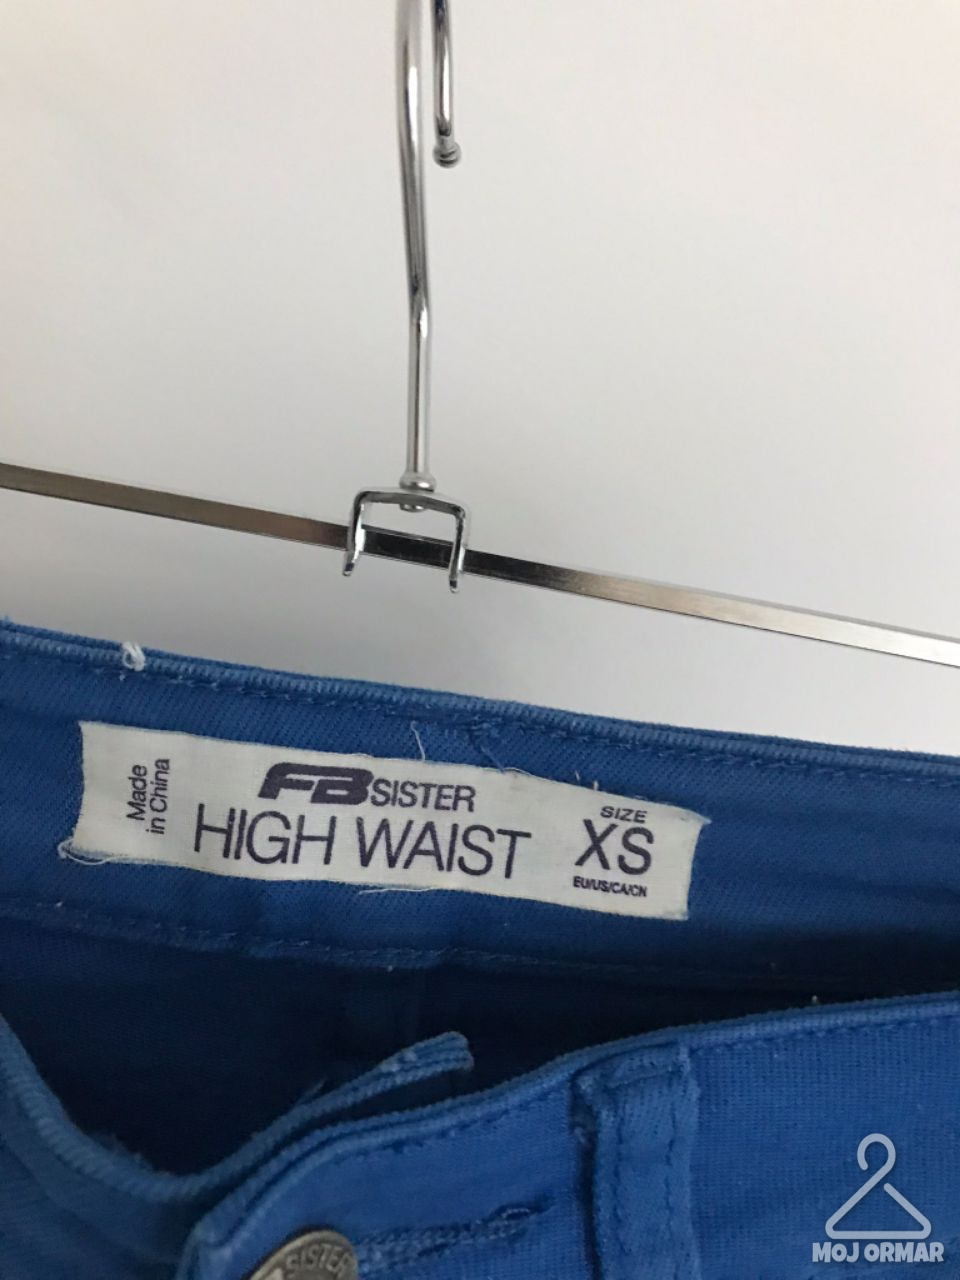 Made
in China
FB SISTER
HIGH WAIST
SIZE
XS
EU/US/CA/CN
SISTER
MOJ ORMAR